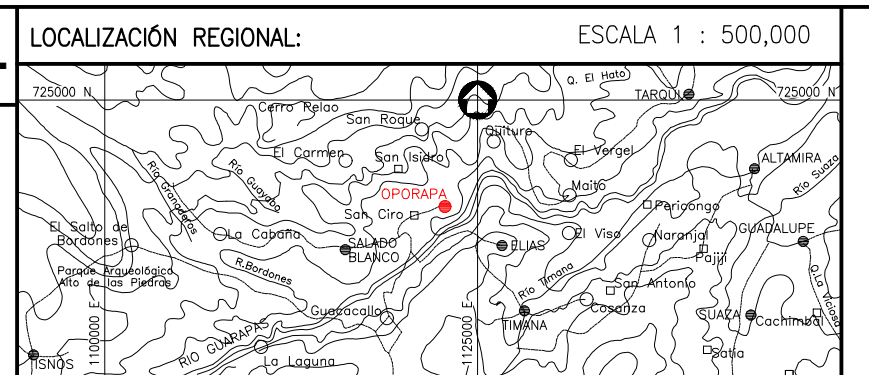 LOCALIZACIÓN REGIONAL:
ESCALA 1 : 500,000
725000 N
Q. El Hato
TARQUI
725000 N
Cerro Pelao
San Roque
Quituro
El Carmen
San Isidro
El Vergel
ALTAMIRA
Río Granaderos
Río Guayabo
OPORAPA
Maito
Río Suaza
San Ciro
Pericongo
El Salto de
Bordones
La Cabaña
SALADO
BLANCO
ELIAS
El Viso
Naranjal
GUADALUPE
Pajiji
Parque Arqueológico
Alto de las Piedras
R.Bordones
Río Timana
San Antonio
Q.La Viciosa
1100000 E
Guacacallo
1125000 E
Cosanza
TIMANA
SUAZA
Cachimbal
RIO GUARAPAS
ISNOS
La Laguna
Satia